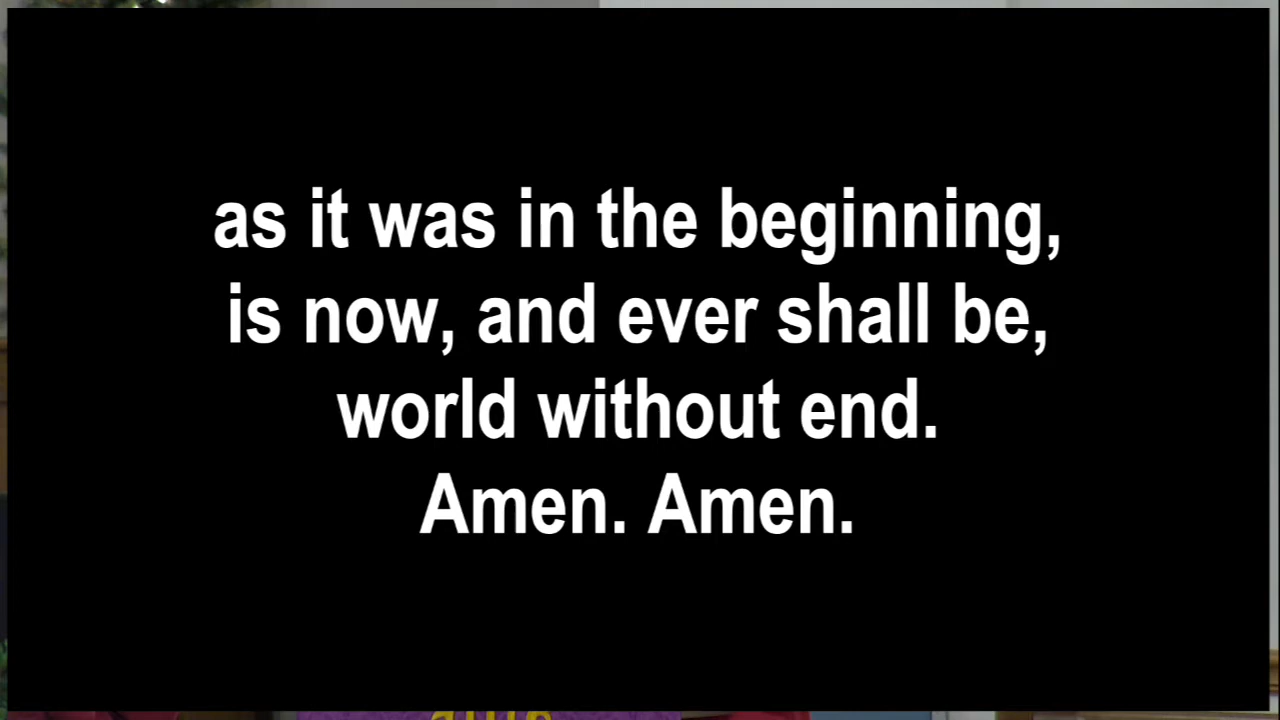 as it was in the beginning,
is now, and ever shall be,
world without end.
Amen. Amen.